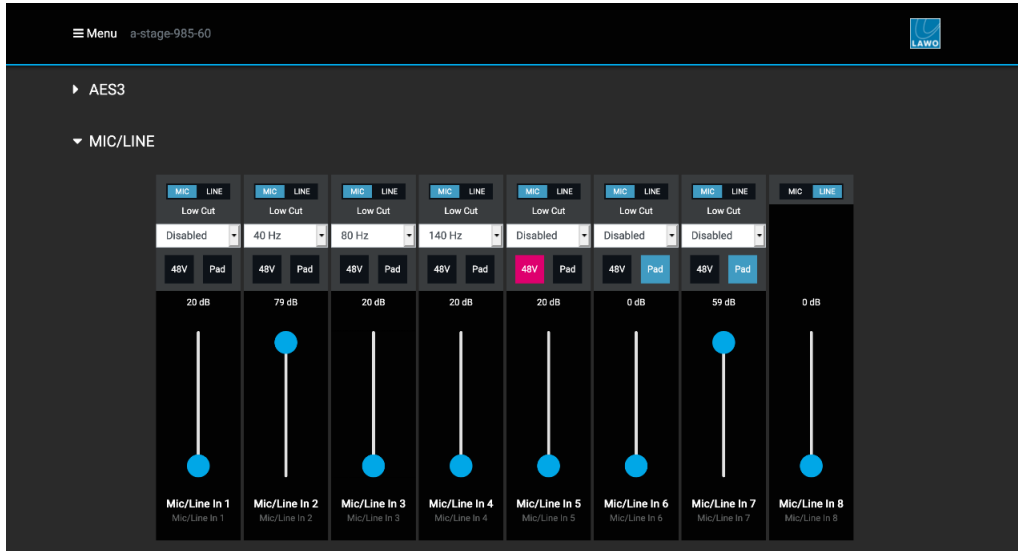 Menu a-stage-985-60
LAWO
AES3
MIC/LINE
MIC LINE MIC LINE MIC LINE MIC LINE MIC LINE MIC LINE MIC LINE MIC LINE
Low Cut Low Cut Low Cut Low Cut Low Cut Low Cut Low Cut
Disabled 40 Hz 80 Hz 140 Hz Disabled Disabled Disabled
48V Pad 48V Pad 48V Pad 48V Pad 48V Pad 48V Pad 48V Pad
20 dB 79 dB 20 dB 20 dB 20 dB 0 dB 59 dB 0 dB
Mic/Line In 1 Mic/Line In 2 Mic/Line In 3 Mic/Line In 4 Mic/Line In 5 Mic/Line In 6 Mic/Line In 7 Mic/Line In 8
Mic/Line In 1 Mic/Line In 2 Mic/Line In 3 Mic/Line In 4 Mic/Line In 5 Mic/Line In 6 Mic/Line In 7 Mic/Line In 8